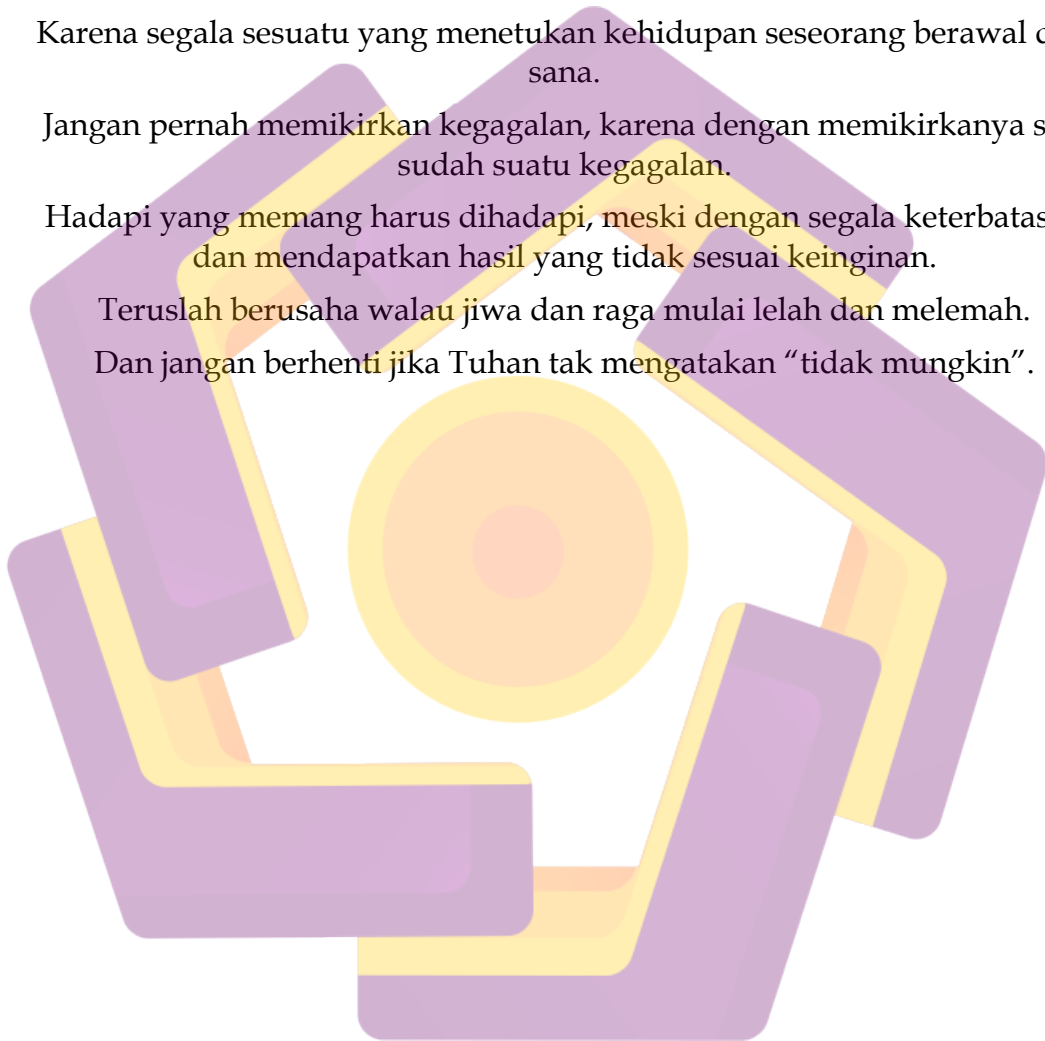 Karena segala sesuatu yang menetukan kehidupan seseorang berawal
sana.
Jangan pernah memikirkan kegagalan, karena dengan memikirkanya
sudah suatu kegagalan.
Hadapi yang memang harus dihadapi, meski dengan segala
dan mendapatkan hasil yang tidak sesuai keinginan.
Teruslah berusaha walau jiwa dan raga mulai lelah dan melemah.
Dan jangan berhenti jika Tuhan tak mengatakan “tidak mungkin”.